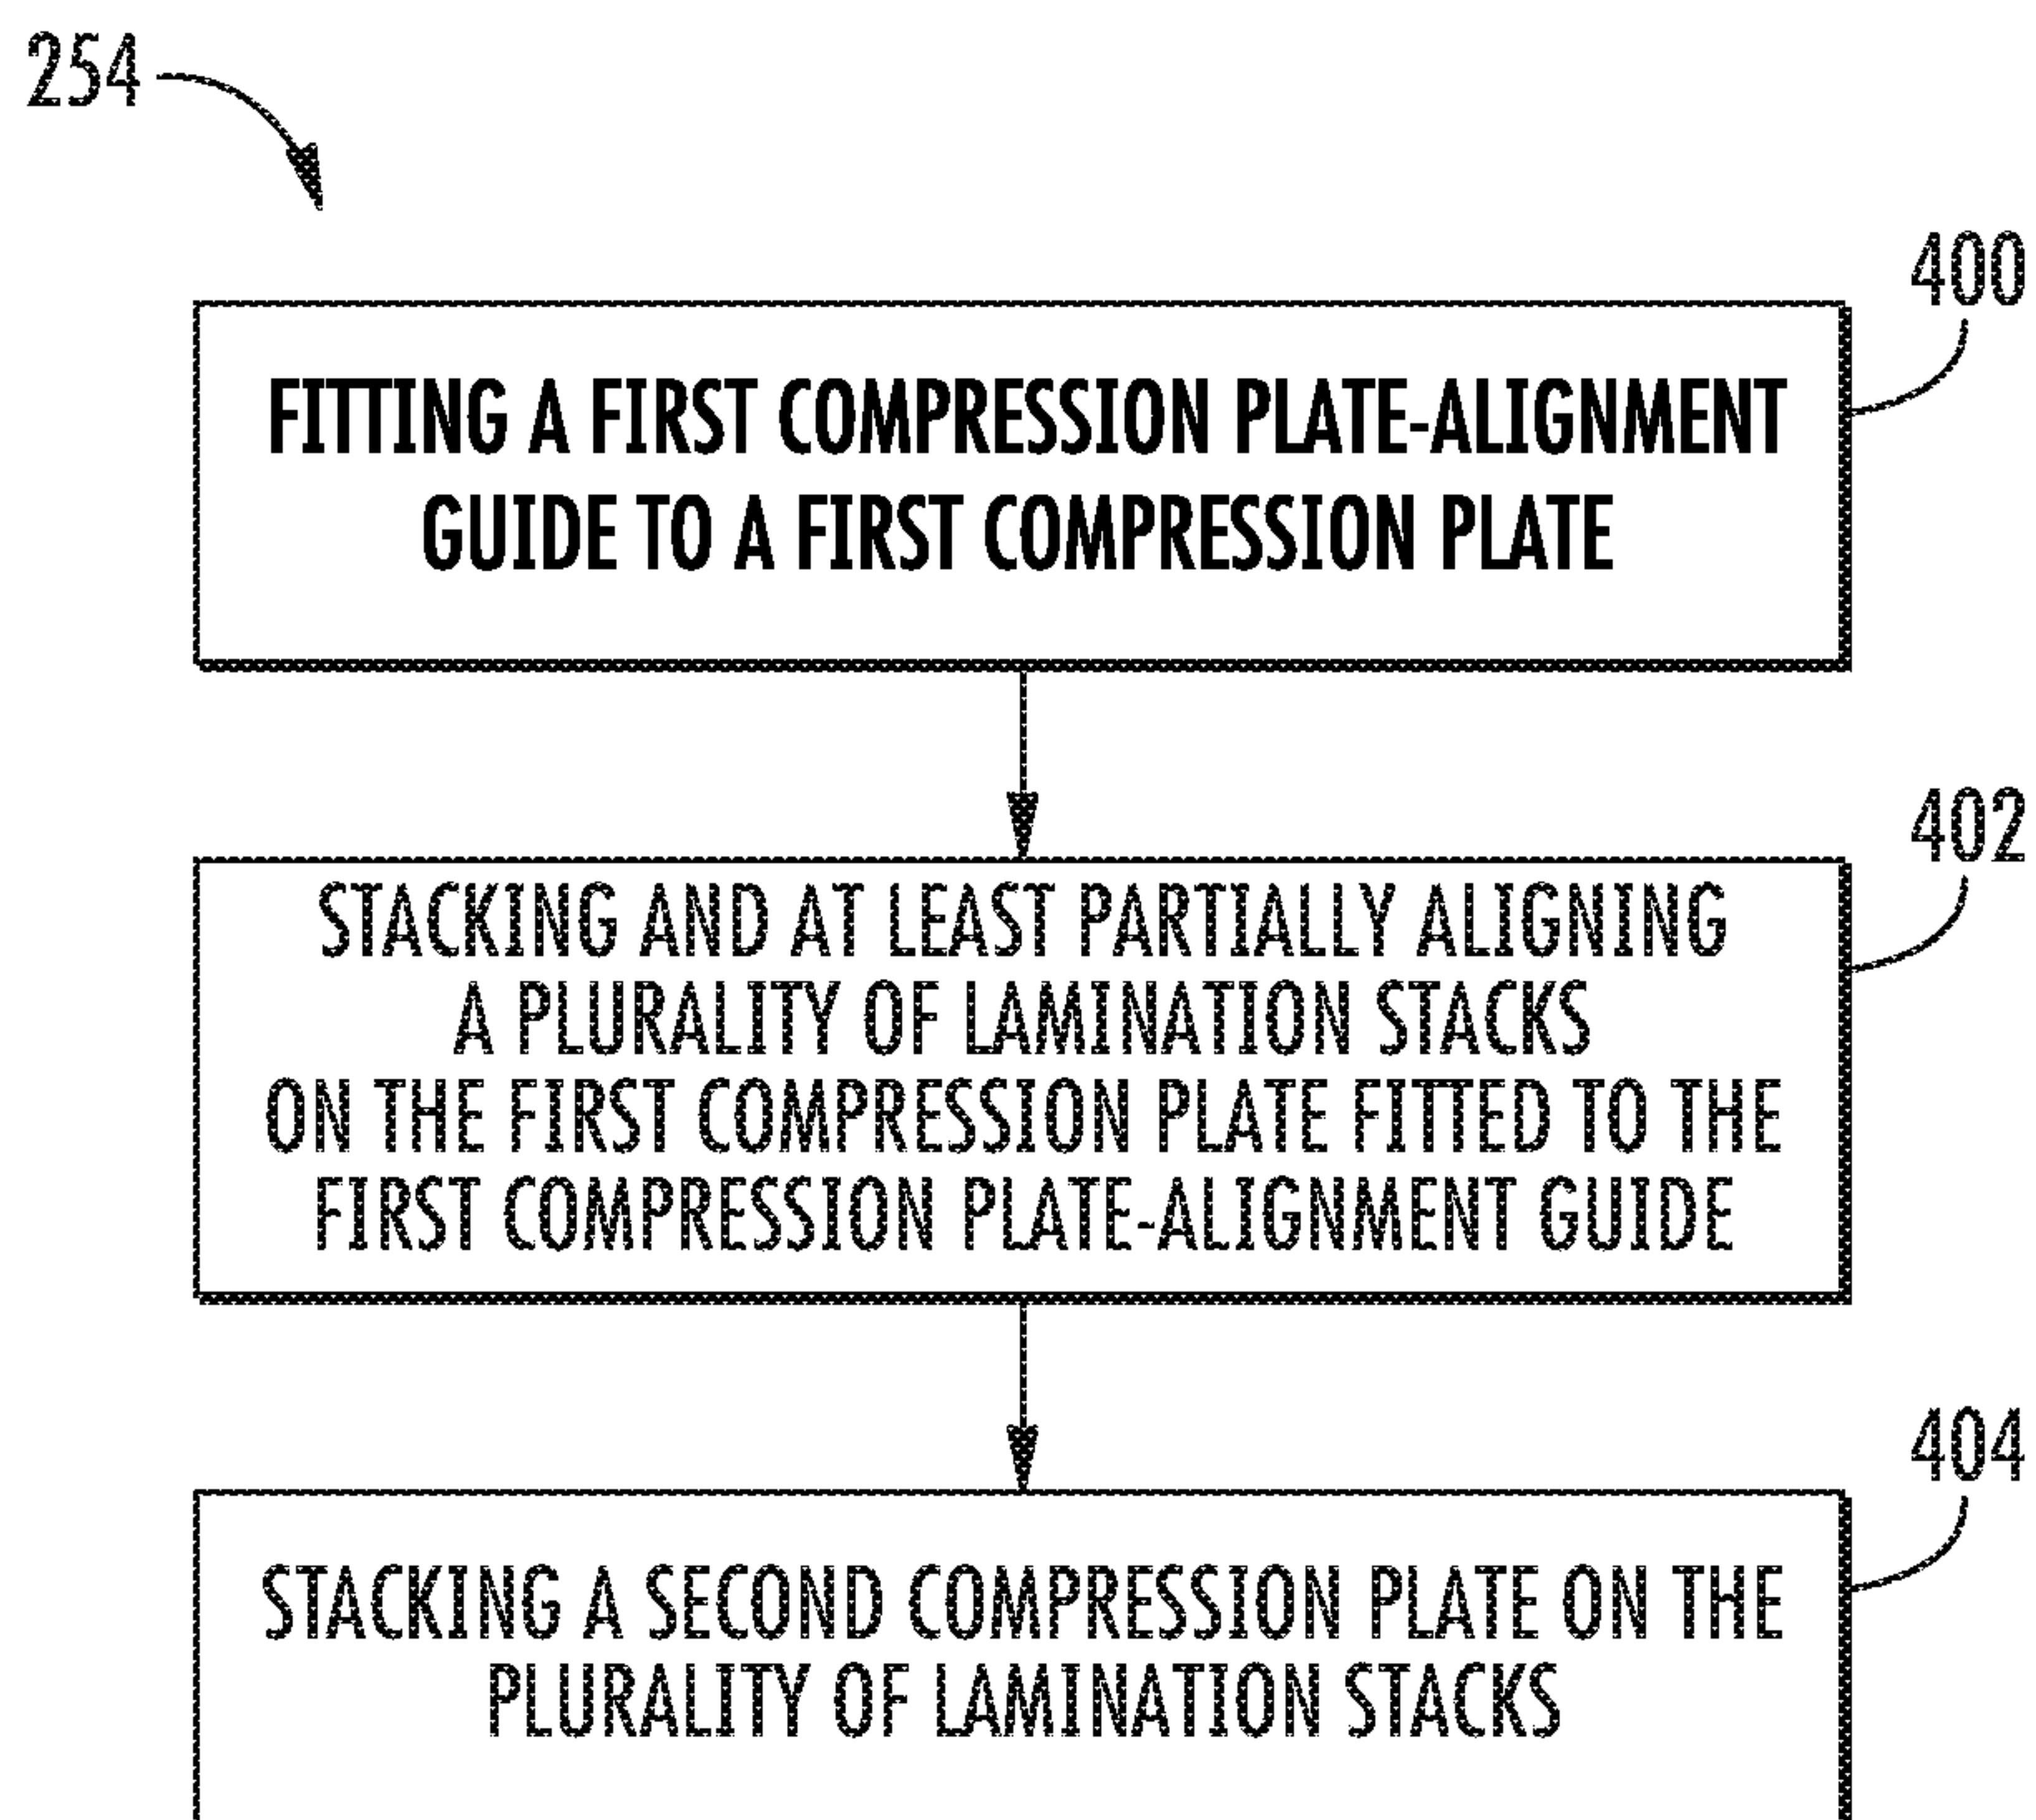 254
400
FITTING A FIRST COMPRESSION PLATE-ALIGNMENT
GUIDE TO A FIRST COMPRESSION PLATE
402
STACKING AND AT LEAST PARTIALLY ALIGNING
A PLURALITY OF LAMINATION STACKS
ON THE FIRST COMPRESSION PLATE FITTED TO THE
FIRST COMPRESSION PLATE-ALIGNMENT GUIDE
404
STACKING A SECOND COMPRESSION PLATE ON THE
PLURALITY OF LAMINATION STACKS